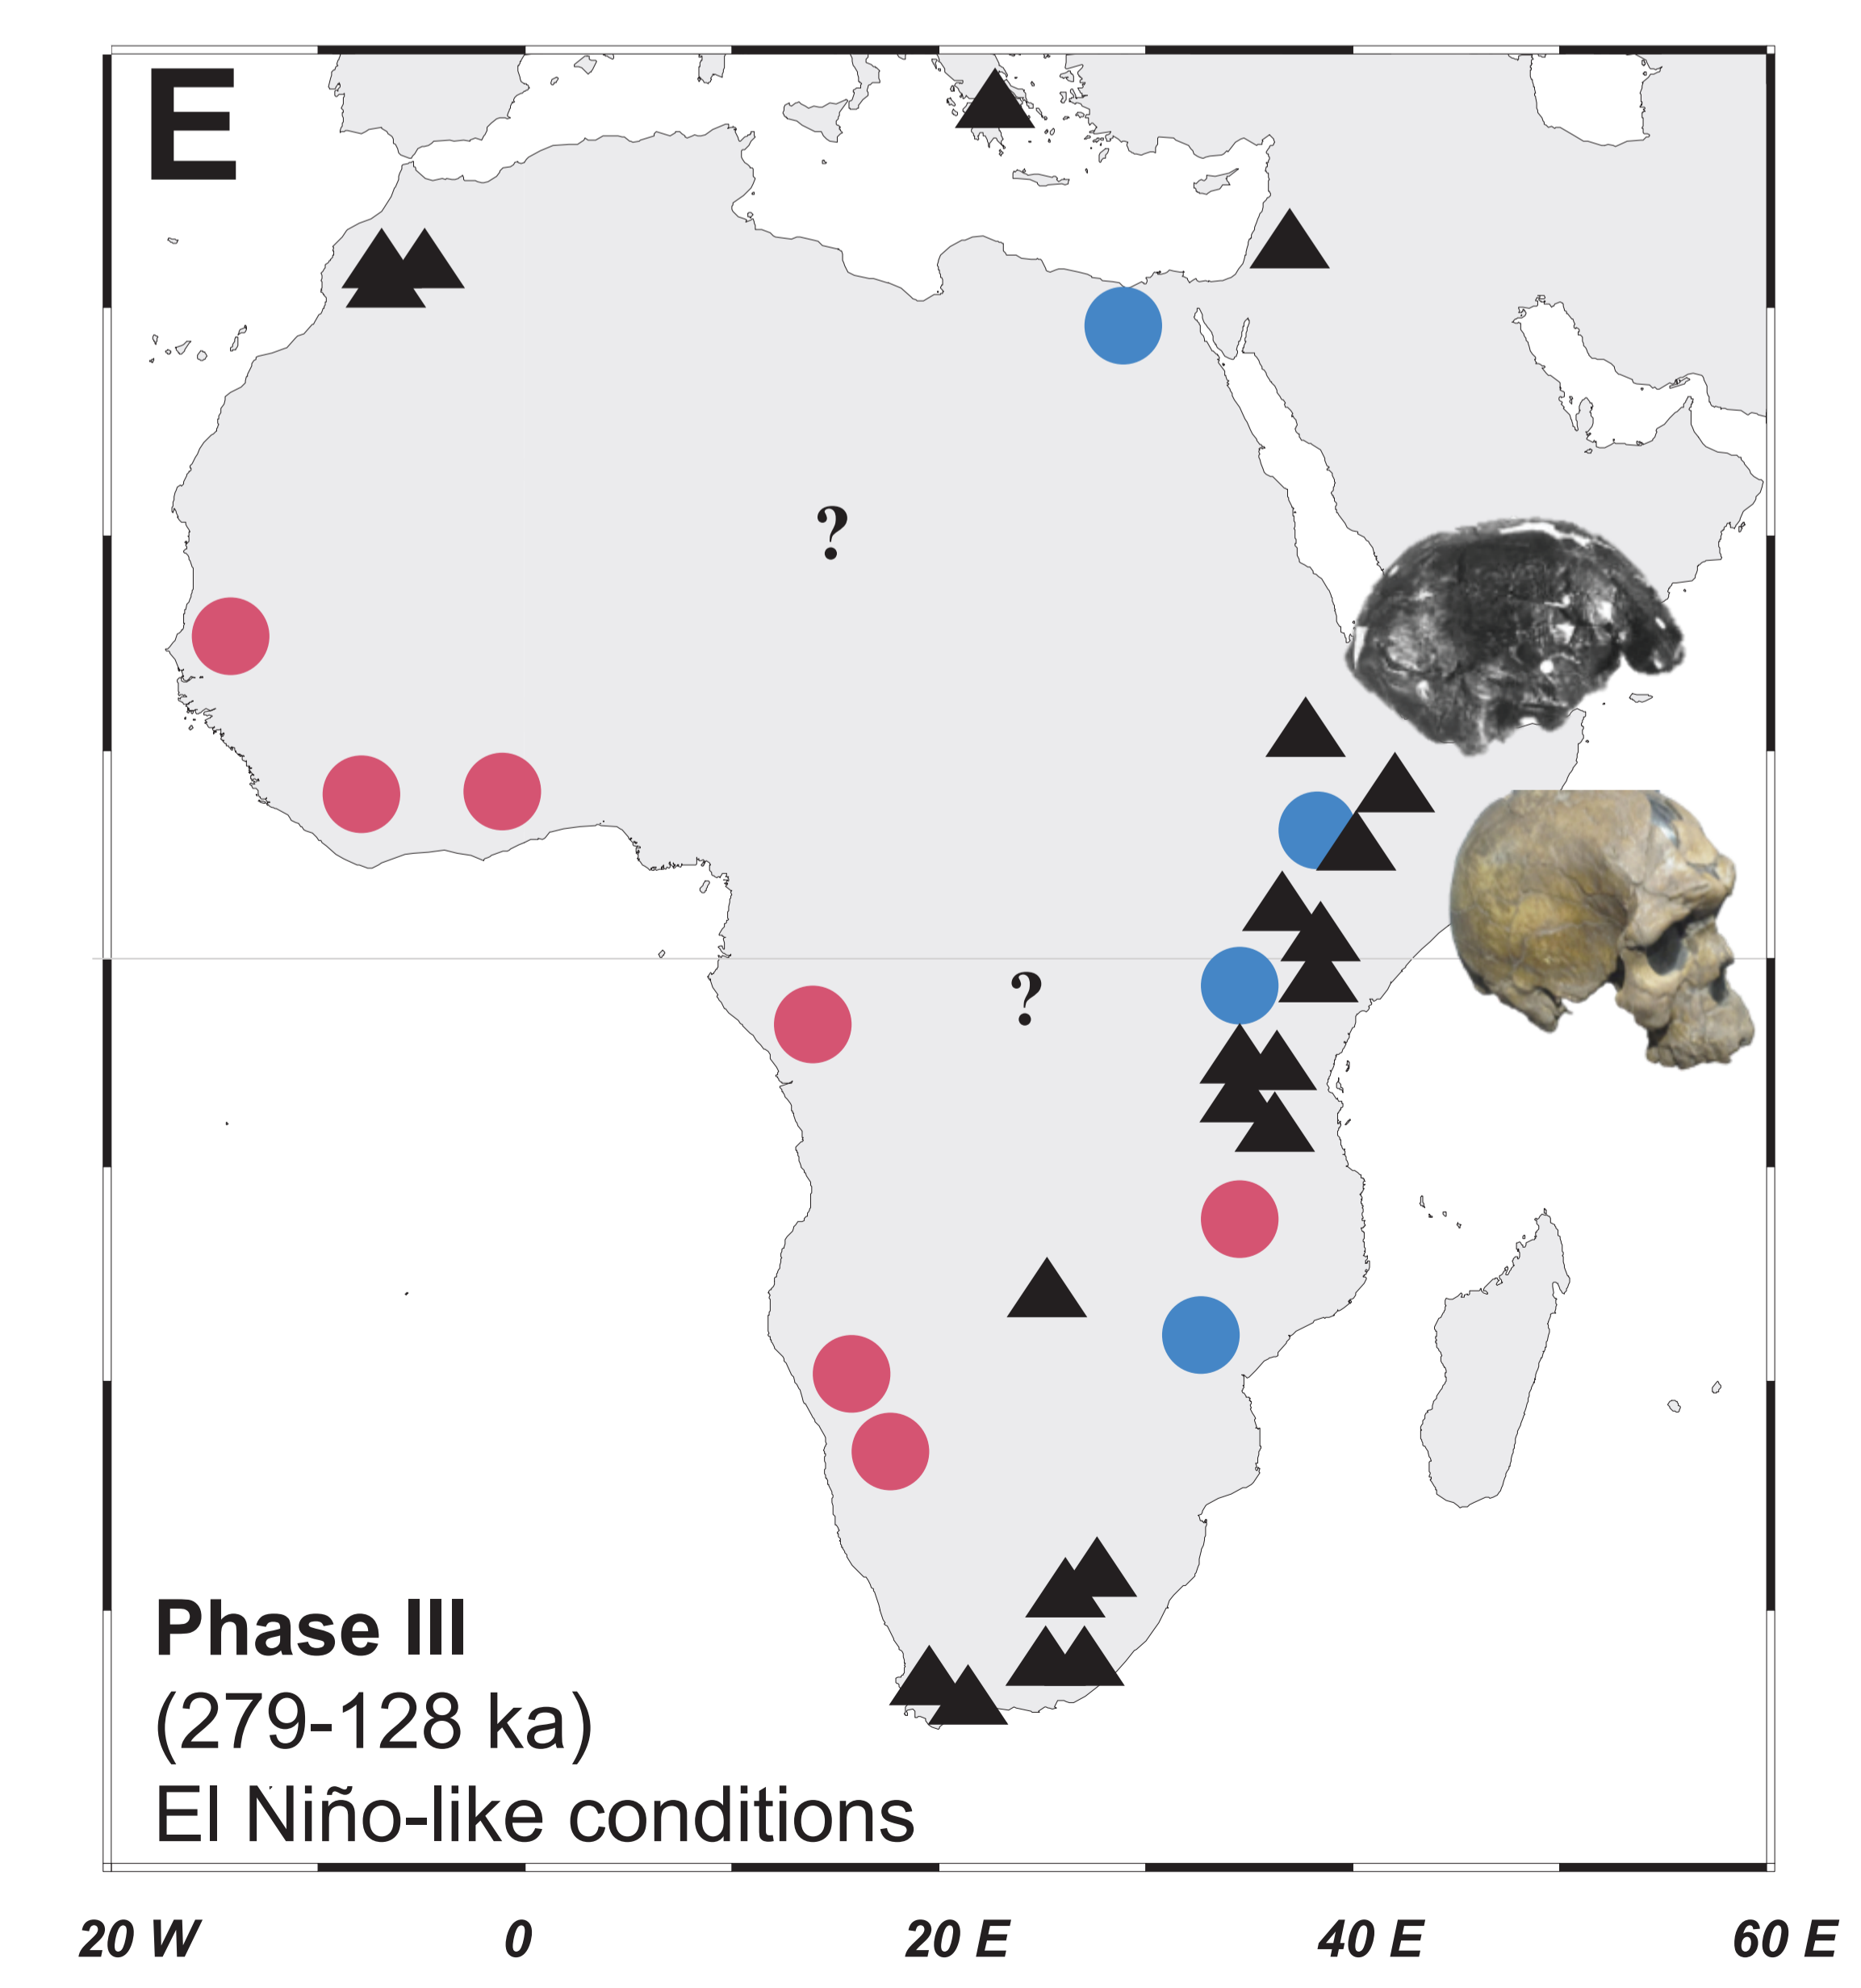 E
?
?
Phase III
(279-128 ka)
El Niño-like conditions
20 W 0 20 E 40 E 60 E